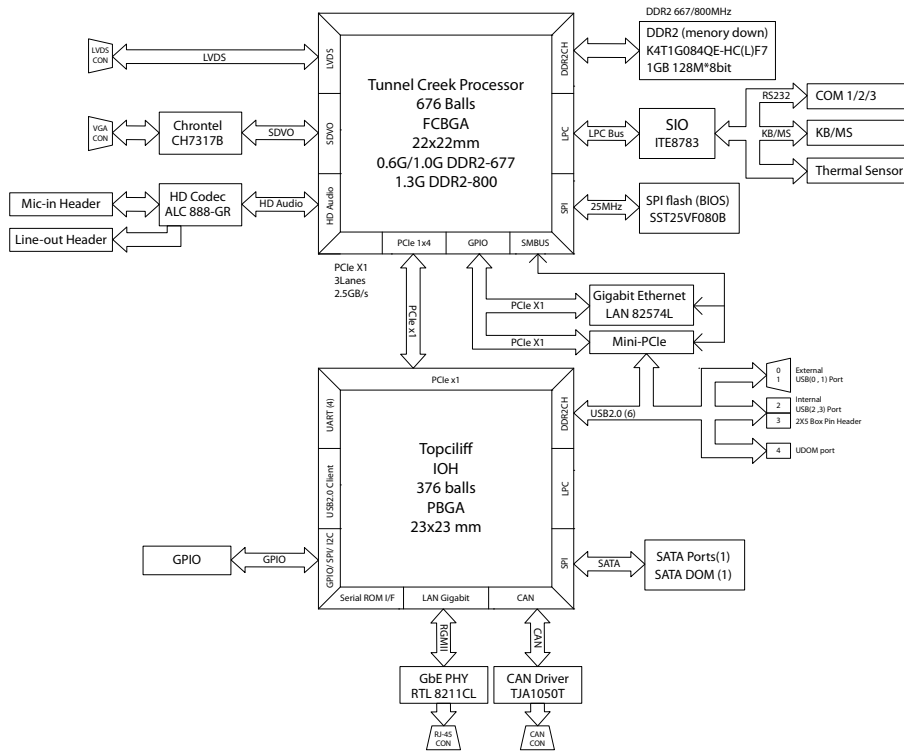 DDR2 667/800MHz
LVDS
CON
LVDS
LVDS
DDR2CH
DDR2 (menory down)
K4T1G084QE-HC(L)F7
1GB 128M*8bit
Tunnel Creek Processor
676 Balls
FCBGA
22x22mm
0.6G/1.0G DDR2-677
1.3G DDR2-800
VGA
CON
Chrontel
CH7317B
SDVO
SDVO
LPC
LPC Bus
SIO
ITE8783
RS232
COM 1/2/3
KB/MS
KB/MS
Thermal Sensor
Mic-in Header
Line-out Header
HD Codec
ALC 888-GR
HD Audio
HD Audio
SPI
25MHz
SPI flash (BIOS)
SST25VF080B
PCIe 1x4
GPIO
SMBUS
PCIe X1
3Lanes
2.5GB/s
PCIe x1
PCIe X1
Gigabit Ethernet
LAN 82574L
PCIe X1
Mini-PCIe
PCIe x1
UART (4)
USB2.0 Client
GPIO/ SPI/ I2C
DDR2CH
LPC
SPI
Topciliff
IOH
376 balls
PBGA
23x23 mm
USB2.0 (6)
0
1
External
USB(0 , 1) Port
2
3
Internal
USB(2 ,3) Port
2X5 Box Pin Header
4
UDOM port
GPIO
GPIO
SATA
SATA Ports(1)
SATA DOM (1)
Serial ROM I/F
LAN Gigabit
CAN
RGMII
CAN
GbE PHY
RTL 8211CL
CAN Driver
TJA1050T
RJ-45
CON
CAN
CON